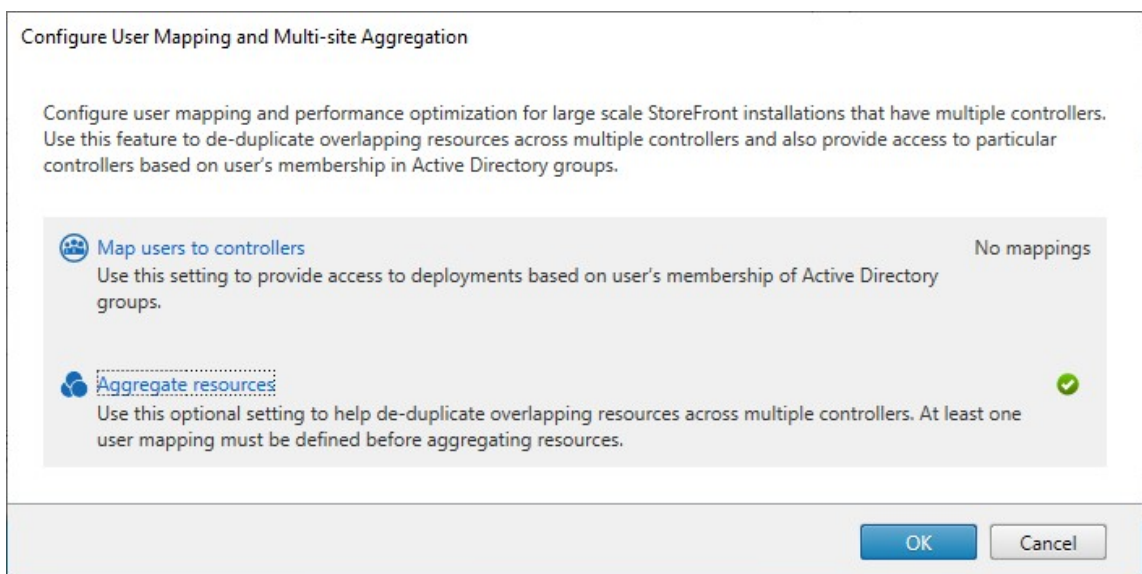 Configure User Mapping and Multi-site Aggregation
Configure user mapping and performance optimization for large scale StoreFront installations that have multiple controllers.
Use this feature to de-duplicate overlapping resources across multiple controllers and also provide access to particular
controllers based on user's membership in Active Directory groups.
Map users to controllers
No mappings
Use this setting to provide access to deployments based on user's membership of Active Directory
groups.
Aggregate resources
Use this optional setting to help de-duplicate overlapping resources across multiple controllers. At least one
user mapping must be defined before aggregating resources.
OK
Cancel